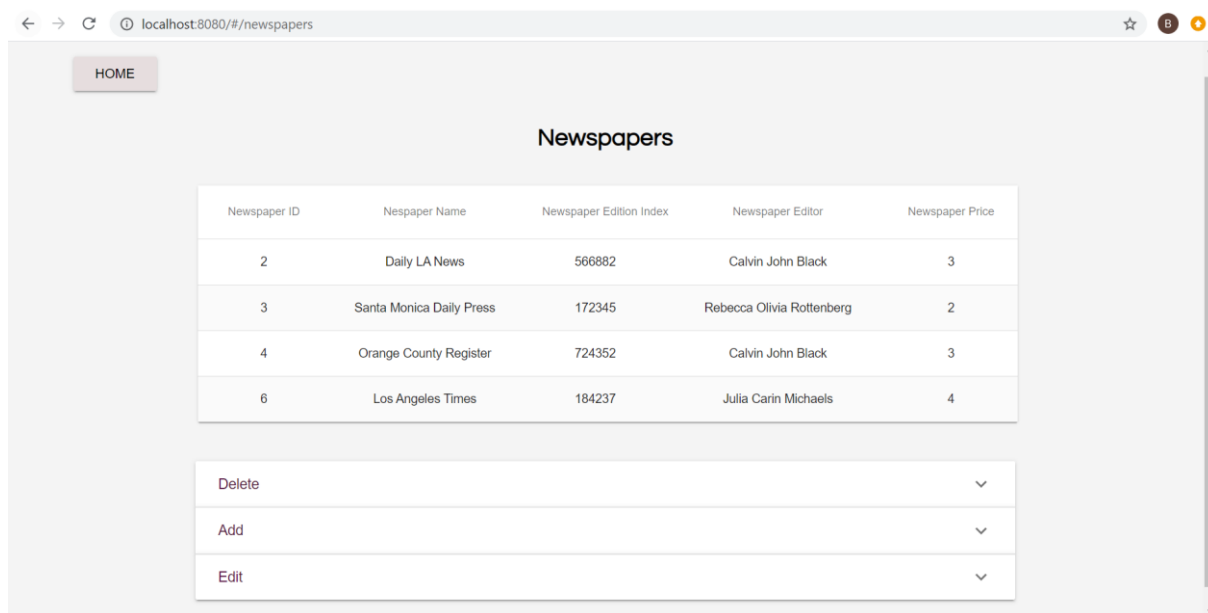 localhost:8080/#/newspapers
B
HOME
Newspapers
Newspaper ID Nespaper Name Newspaper Edition Index Newspaper Editor Newspaper Price
2 Daily LA News 566882 Calvin John Black 3
3 Santa Monica Daily Press 172345 Rebecca Olivia Rottenberg 2
4 Orange County Register 724352 Calvin John Black 3
6 Los Angeles Times 184237 Julia Carin Michaels 4
Delete
Add
Edit